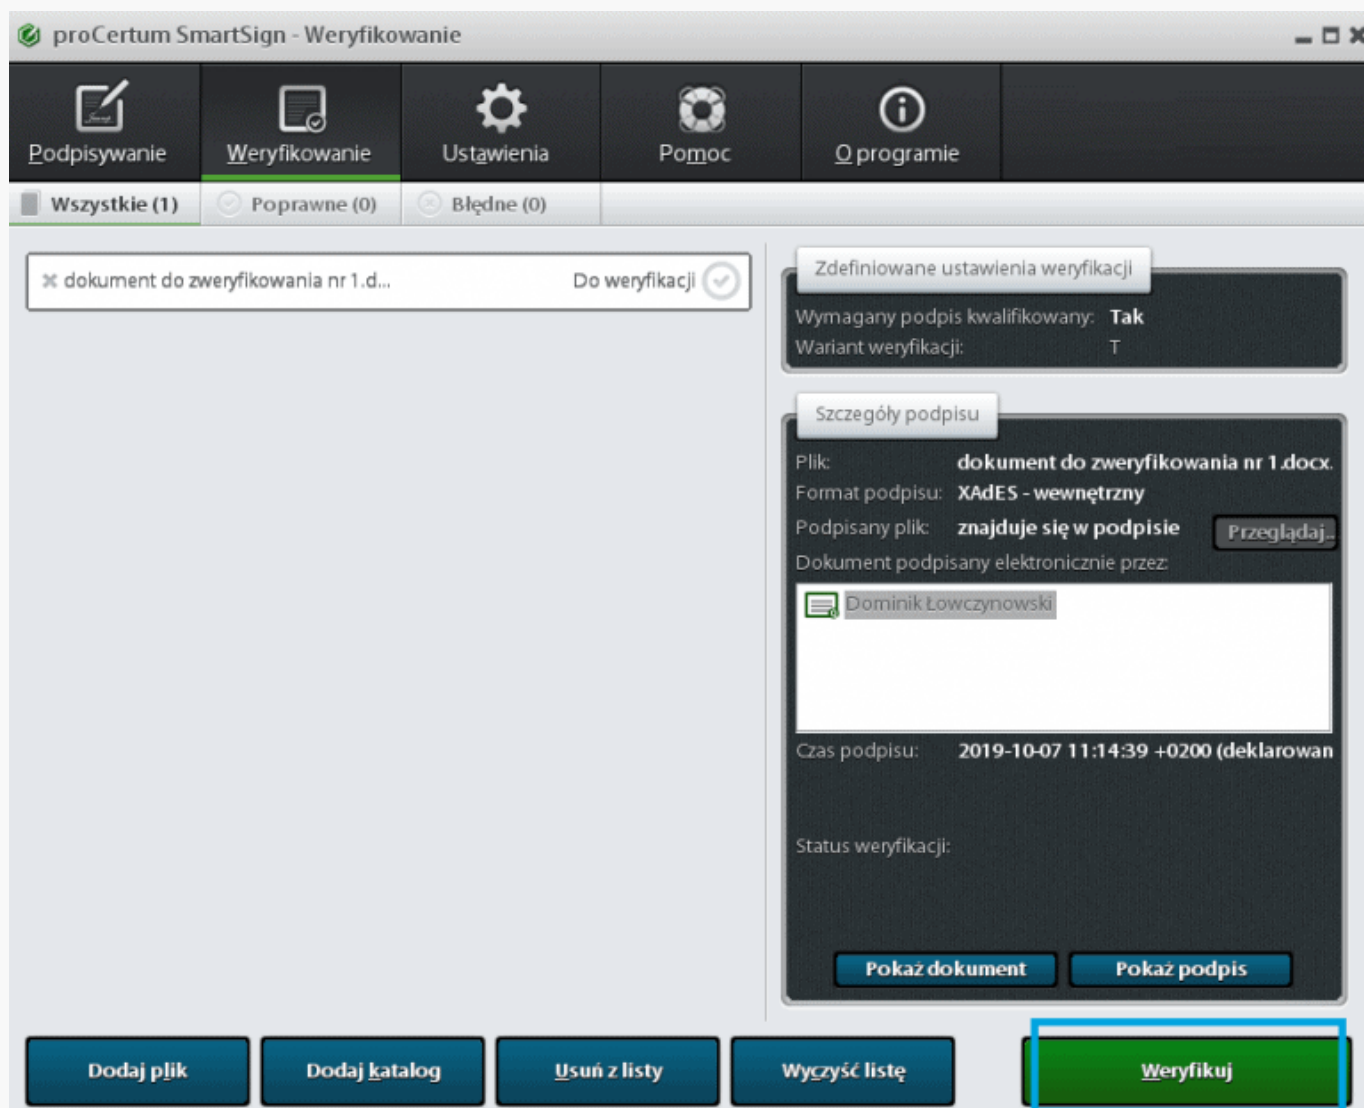 proCertum SmartSign - Weryfikowanie
Podpisywanie
Weryfikowanie
Ustawienia
Pomoc
O programie
Wszystkie (1)
Poprawne (0)
Błędne (0)
dokument do zweryfikowania nr 1.d...
Do weryfikacji
Zdefiniowane ustawienia weryfikacji
Wymagany podpis kwalifikowany: Tak
Wariant weryfikacji: T
Szczegóły podpisu
Plik: dokument do zweryfikowania nr 1.docx.
Format podpisu: XAdES - wewnętrzny
Podpisany plik: znajduje się w podpisie
Przeglądaj...
Dokument podpisany elektronicznie przez:
Dominik Łowczynowski
Czas podpisu: 2019-10-07 11:14:39 +0200 (deklarowan
Status weryfikacji:
Pokaż dokument
Pokaż podpis
Dodaj plik
Dodaj katalog
Usuń z listy
Wyczyść listę
Weryfikuj